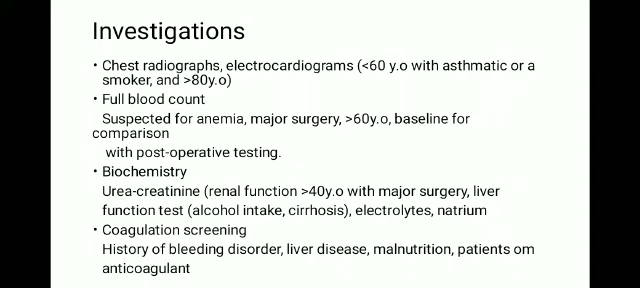 Investigations
• Chest radiographs, electrocardiograms (<60 y.o with asthmatic or a
smoker, and >80y.o)
• Full blood count
Suspected for anemia, major surgery, >60y.o, baseline for
comparison
with post-operative testing.
• Biochemistry
Urea-creatinine (renal function >40y.o with major surgery, liver
function test (alcohol intake, cirrhosis), electrolytes, natrium
• Coagulation screening
History of bleeding disorder, liver disease, malnutrition, patients om
anticoagulant